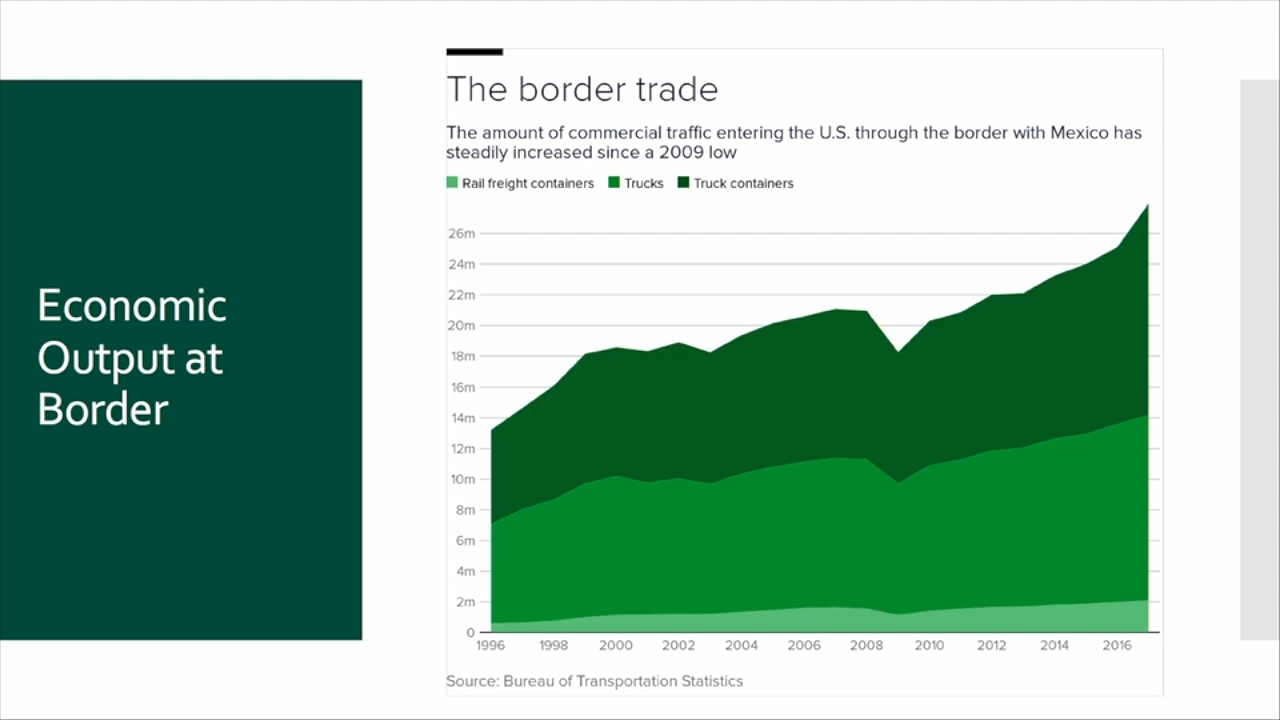 Economic
Output at
Border
The border trade
The amount of commercial traffic entering the U.S. through the border with Mexico has
steadily increased since a 2009 low
Rail freight containers Trucks Truck containers
26m
24m
22m
20m
18m
16m
14m
12m
10m
8m
6m
4m
2m
0
1996 1998 2000 2002 2004 2006 2008 2010 2012 2014 2016
Source: Bureau of Transportation Statistics